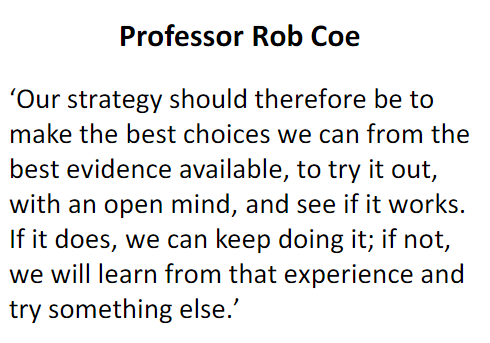 Professor Rob Coe
‘Our strategy should therefore be to
make the best choices we can from the
best evidence available, to try it out,
with an open mind, and see if it works.
If it does, we can keep doing it; if not,
we will learn from that experience and
try something else.’